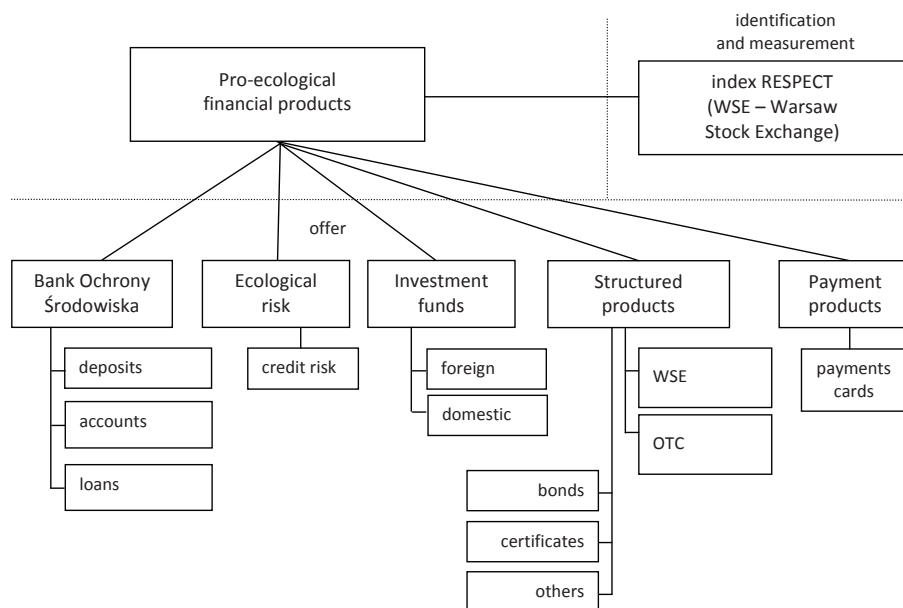 identification
and measurement
Pro-ecological
financial products
index RESPECT
(WSE – Warsaw
Stock Exchange)
offer
Bank Ochrony
Środowiska
Ecological
risk
Investment
funds
Structured
products
Payment
products
deposits
accounts
loans
credit risk
foreign
domestic
WSE
OTC
bonds
certificates
others
payments
cards